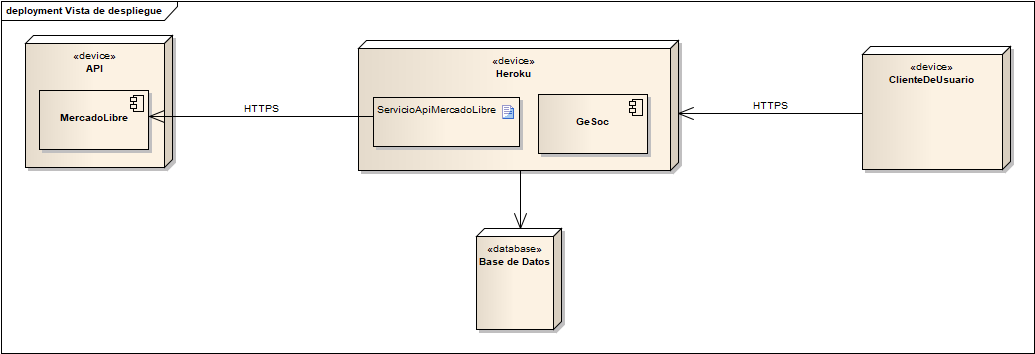 deployment Vista de despliegue
«device»
API
MercadoLibre
HTTPS
«device»
Heroku
ServicioApiMercadoLibre
GeSoc
HTTPS
«device»
ClienteDeUsuario
«database»
Base de Datos